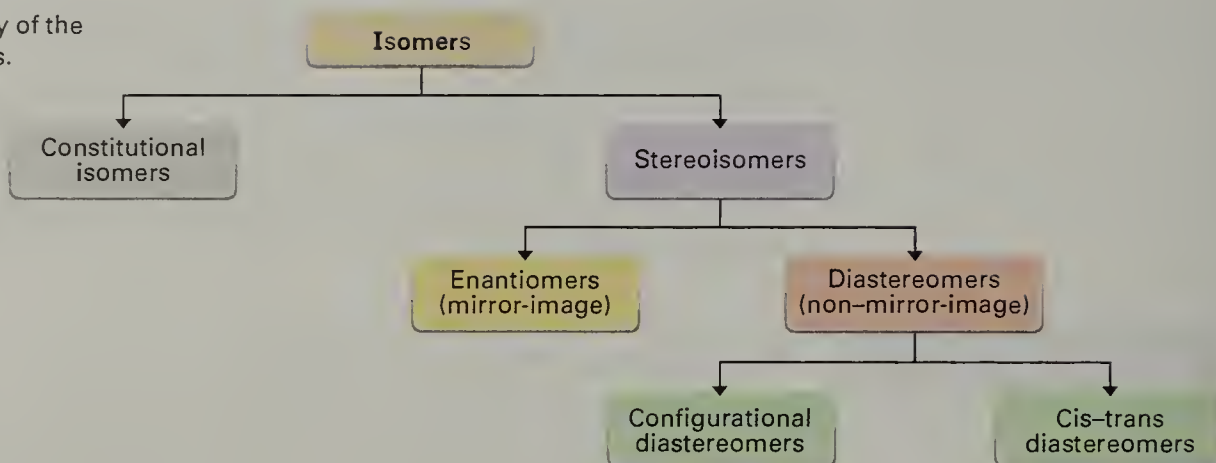 y of the
s.
Isomers
Constitutional
isomers
Stereoisomers
Enantiomers
(mirror-image)
Diastereomers
(non–mirror-image)
Configurational
diastereomers
Cis–trans
diastereomers